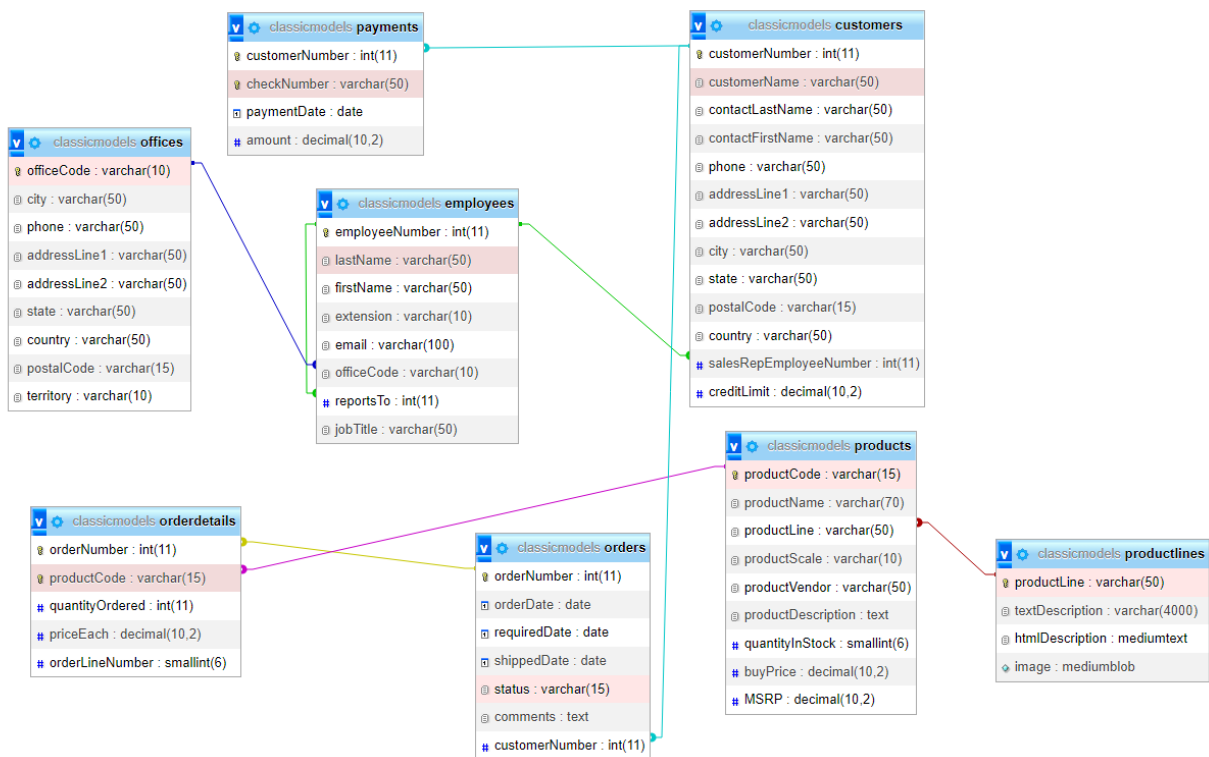 classicmodels payments
customerNumber : int(11)
checkNumber : varchar(50)
paymentDate : date
# amount : decimal(10,2)
v classicmodels customers
customerNumber : int(11)
customerName : varchar(50)
contactLastName : varchar(50)
contactFirstName : varchar(50)
phone : varchar(50)
addressLine1 : varchar(50)
addressLine2 : varchar(50)
city : varchar(50)
state : varchar(50)
postalCode : varchar(15)
country : varchar(50)
# salesRepEmployeeNumber : int(11)
# creditLimit : decimal(10,2)
v classicmodels offices
officeCode : varchar(10)
city : varchar(50)
phone : varchar(50)
addressLine1 : varchar(50)
addressLine2 : varchar(50)
state : varchar(50)
country : varchar(50)
postalCode : varchar(15)
territory : varchar(10)
v classicmodels employees
employeeNumber : int(11)
lastName : varchar(50)
firstName : varchar(50)
extension : varchar(10)
email : varchar(100)
officeCode : varchar(10)
# reportsTo : int(11)
jobTitle : varchar(50)
v classicmodels products
productCode : varchar(15)
productName : varchar(70)
productLine : varchar(50)
productScale : varchar(10)
productVendor : varchar(50)
productDescription : text
# quantityInStock : smallint(6)
# buyPrice : decimal(10,2)
# MSRP : decimal(10,2)
v classicmodels orderdetails
orderNumber : int(11)
productCode : varchar(15)
# quantityOrdered : int(11)
# priceEach : decimal(10,2)
# orderLineNumber : smallint(6)
v classicmodels orders
orderNumber : int(11)
orderDate : date
requiredDate : date
shippedDate : date
status : varchar(15)
comments : text
# customerNumber : int(11)
v classicmodels productlines
productLine : varchar(50)
textDescription : varchar(4000)
htmlDescription : mediumtext
image : mediumblob